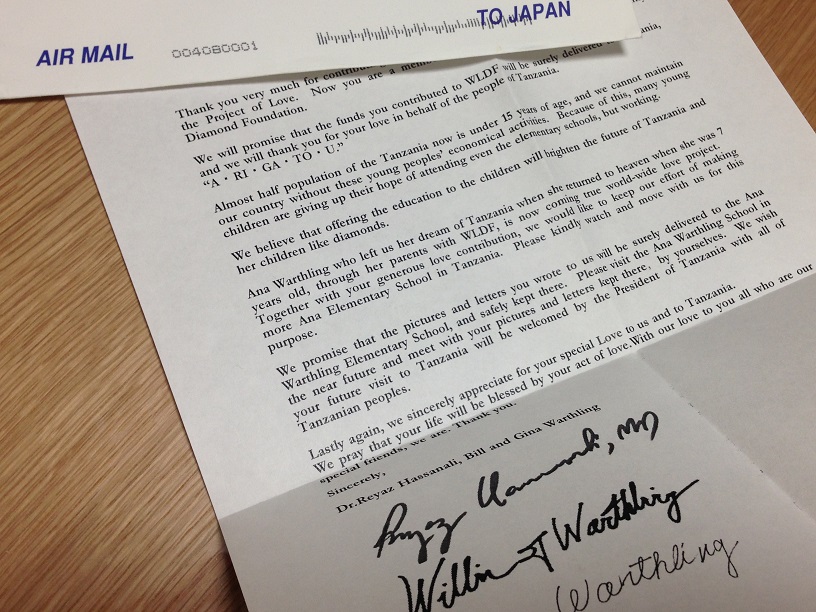 AIR MAIL
004080001
TO JAPAN
Thank you very much for
the Project of Love. Now you are a
Diamond Foundation.
We will promise that the funds you contributed to WLDF will be surely delivered to
and we will thank you for your love in behalf of the people of Tanzania.
"A・RI・GA・TO・U."
Almost half population of the Tanzania now is under 15 years of age, and we cannot maintain
our country without these young peoples' economical activities. Because of this, many young
children are giving up their hope of attending even the elementary schools, but working.
We believe that offering the education to the children will brighten the future of Tanzania and
her children like diamonds.
Ana Warthling who left us her dream of Tanzania when she returned to heaven when she was 7
years old, through her parents with WLDF, is now coming true world-wide love project.
Together with your generous love contribution, we would like to keep our effort of making
more Ana Elementary School in Tanzania. Please kindly watch and move with us for this
purpose.
We promise that the pictures and letters you wrote to us will be surely delivered to the Ana
Warthling Elementary School, and safely kept there. Please visit the Ana Warthling School in
the near future and meet with your pictures and letters kept there, by yourselves. We wish
your future visit to Tanzania will be welcomed by the President of Tanzania with all of
Tanzanian peoples.
Lastly again, we sincerely appreciate for your special Love to us and to Tanzania.
We pray that your life will be blessed by your act of love.With our love to you all who are our
special friends, we are. Thank you.
Sincerely,
Dr.Reyaz Hassanali, Bill and Gina Warthling
Warthling
Warthling